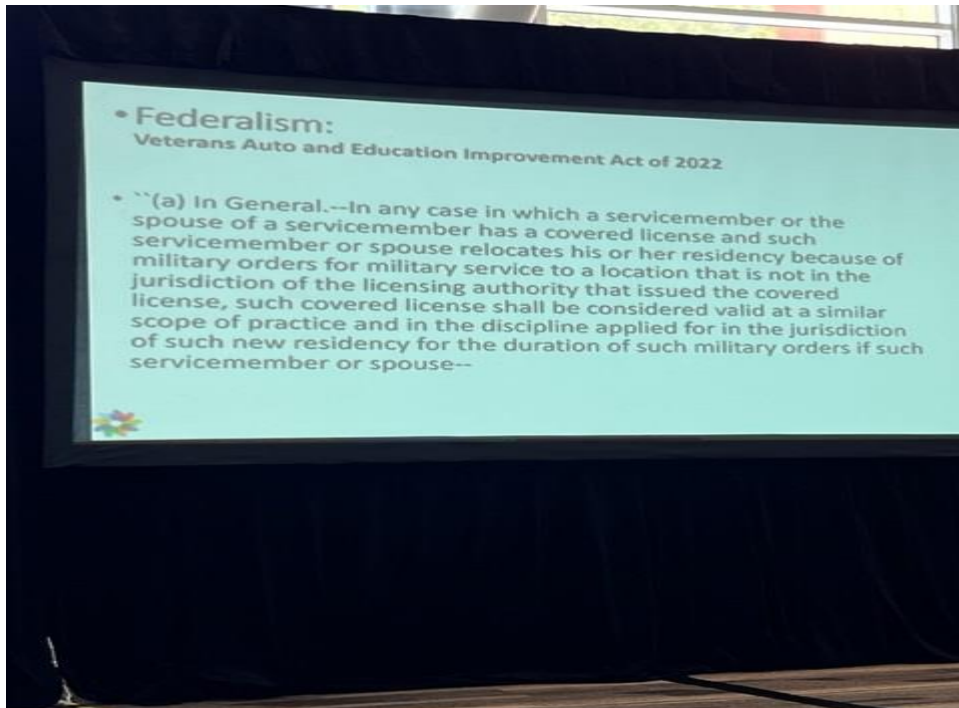 • Federalism:
Veterans Auto and Education Improvement Act of 2022
• ``(a) In General.--In any case in which a servicemember or the
spouse of a servicemember has a covered license and such
servicemember or spouse relocates his or her residency because of
military orders for military service to a location that is not in the
jurisdiction of the licensing authority that issued the covered
license, such covered license shall be considered valid at a similar
scope of practice and in the discipline applied for in the jurisdiction
of such new residency for the duration of such military orders if such
servicemember or spouse--